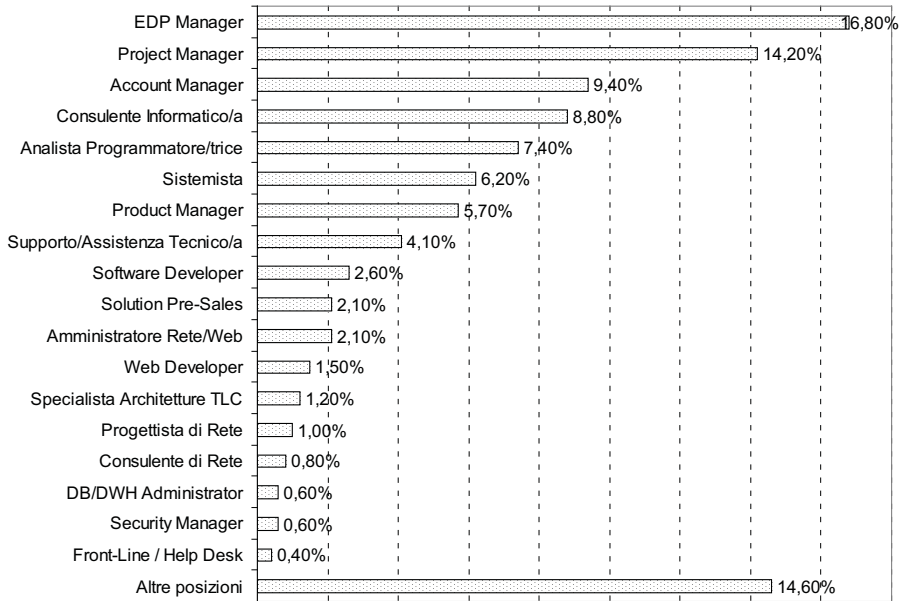 EDP Manager 16,80%
Project Manager 14,20%
Account Manager 9,40%
Consulente Informatico/a 8,80%
Analista Programmatore/trice 7,40%
Sistemista 6,20%
Product Manager 5,70%
Supporto/Assistenza Tecnico/a 4,10%
Software Developer 2,60%
Solution Pre-Sales 2,10%
Amministratore Rete/Web 2,10%
Web Developer 1,50%
Specialista Architetture TLC 1,20%
Progettista di Rete 1,00%
Consulente di Rete 0,80%
DB/DWH Administrator 0,60%
Security Manager 0,60%
Front-Line / Help Desk 0,40%
Altre posizioni 14,60%